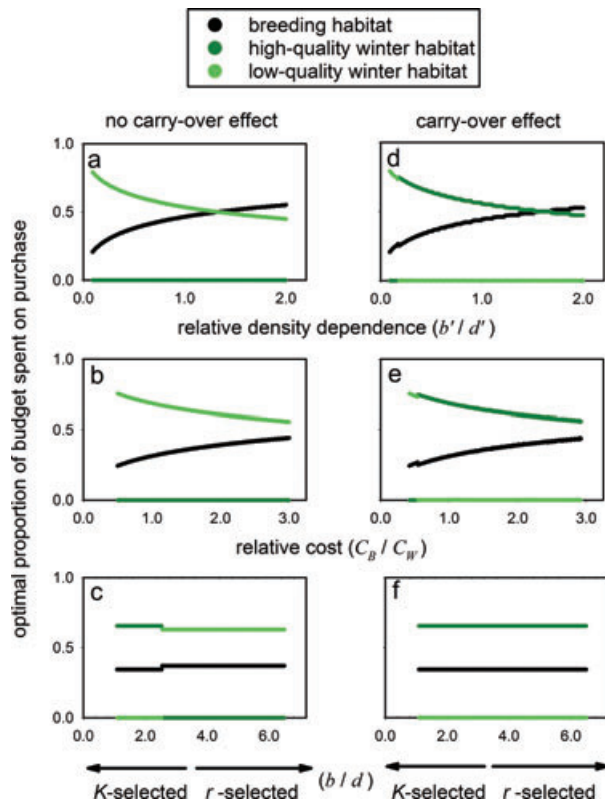 breeding habitat
high-quality winter habitat
low-quality winter habitat
no carry-over effect carry-over effect
optimal proportion of budget spent on purchase
a d
1.0
0.5
0.0
0.0 1.0 2.0 0.0 1.0 2.0
relative density dependence (b' / d')
b e
1.0
0.5
0.0
0.0 1.0 2.0 3.0 0.0 1.0 2.0 3.0
relative cost (C_B / C_W)
c f
1.0
0.5
0.0
0.0 2.0 4.0 6.0 0.0 2.0 4.0 6.0
(b / d)
K-selected r-selected K-selected r-selected